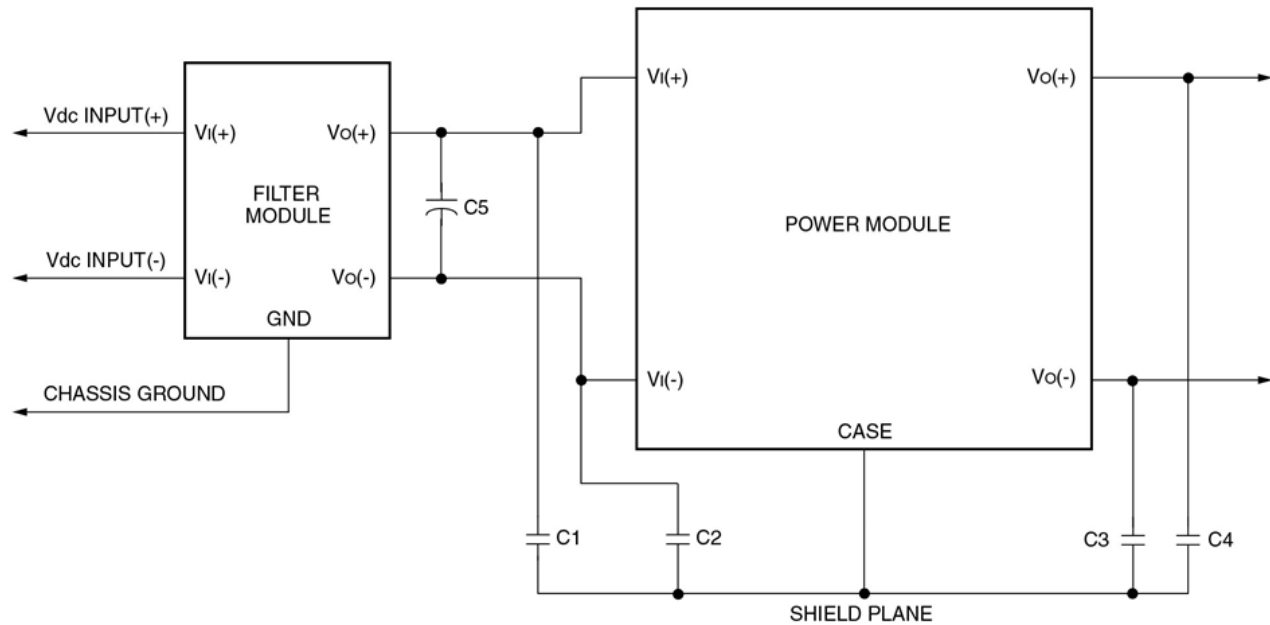 Vdc INPUT(+)
VI(+)
VO(+)
FILTER
MODULE
C5
Vdc INPUT(-)
VI(-)
VO(-)
GND
CHASSIS GROUND
VI(+)
VO(+)
POWER MODULE
VI(-)
VO(-)
CASE
C1
C2
C3
C4
SHIELD PLANE